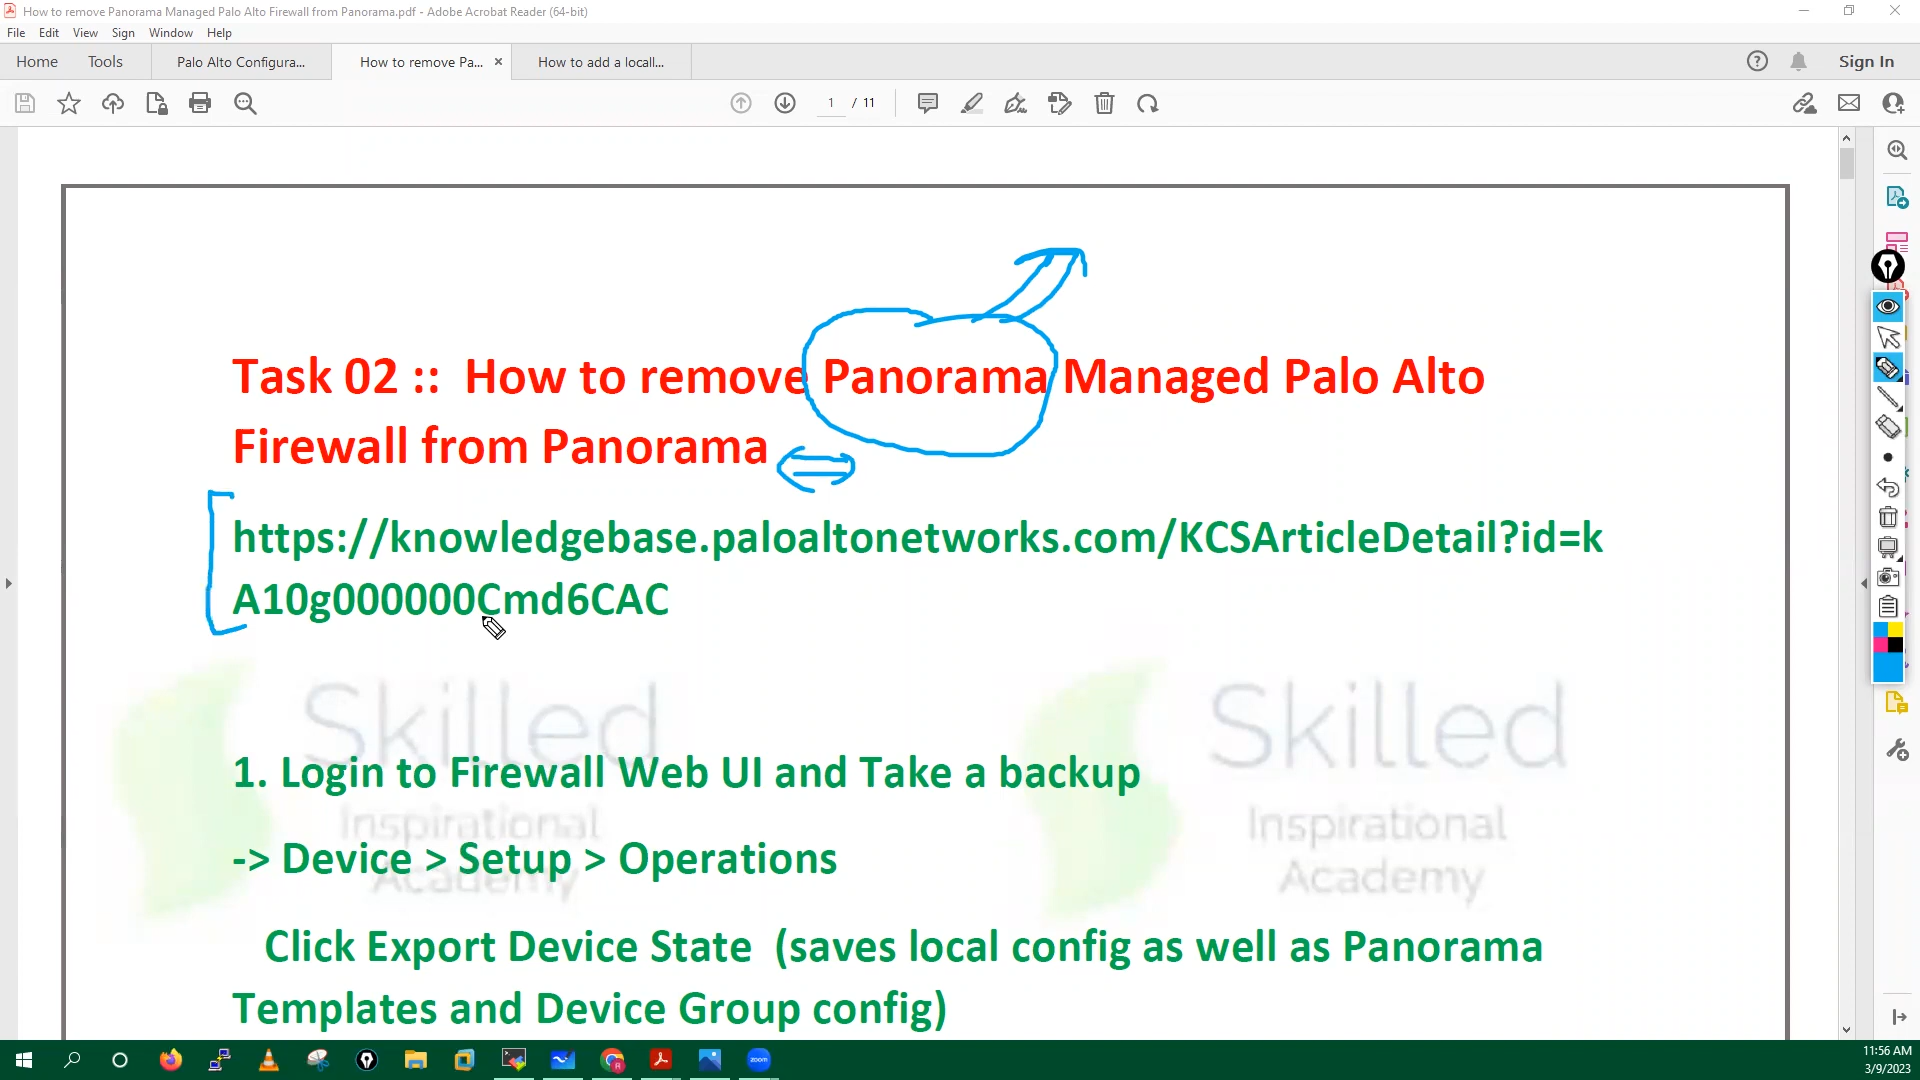 How to remove Panorama Managed Palo Alto Firewall from Panorama.pdf - Adobe Acrobat Reader (64-bit)
File Edit View Sign Window Help
Home Tools Palo Alto Configura... How to remove Pa... × How to add a locall... Sign In
1 / 11
Task 02 :: How to remove Panorama Managed Palo Alto
Firewall from Panorama
https://knowledgebase.paloaltonetworks.com/KCSArticleDetail?id=k
A10g000000Cmd6CAC
Skilled Skilled
1. Login to Firewall Web UI and Take a backup
Inspirational Inspirational
-> Device > Setup > Operations
Academy Academy
Click Export Device State (saves local config as well as Panorama
Templates and Device Group config)
zoom
11:56 AM
3/9/2023